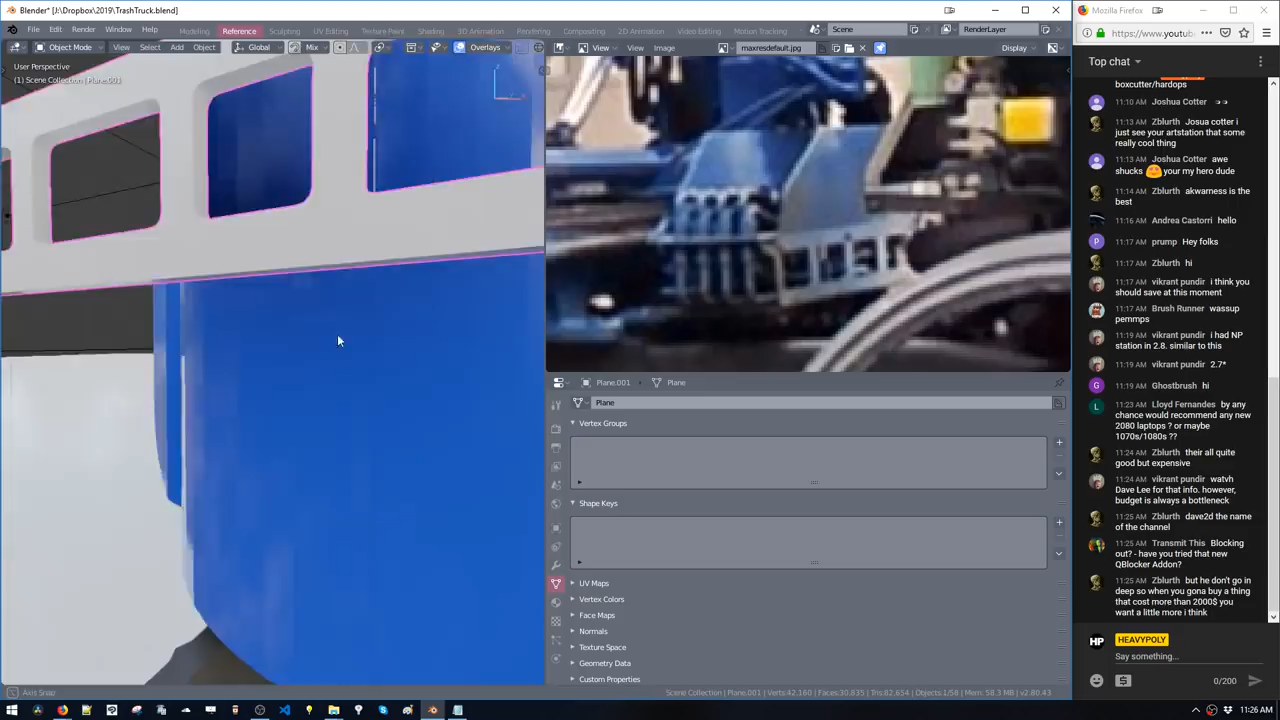 Blender* [J:\Dropbox\2019\TrashTruck.blend]
File Edit Render Window Help Modeling Reference Sculpting UV Editing Texture Paint Shading 3D Animation Rendering Compositing 2D Animation Video Editing Motion Tracking Scene RenderLayer
Object Mode View Select Add Object Global Mix Overlays
User Perspective
(1) Scene Collection | Plane.001
View View Image maxresdefault.jpg Display
Plane.001 Plane
Plane
Vertex Groups
Shape Keys
UV Maps
Vertex Colors
Face Maps
Normals
Texture Space
Geometry Data
Custom Properties
Axis Snap
Scene Collection | Plane.001 | Verts:42,160 | Faces:30,635 | Tris:82,654 | Objects:1/58 | Mem: 58.3 MB | v2.80.43
Mozilla Firefox
https://www.youtub
Top chat
boxcutter/hardops
11:10 AM Joshua Cotter 👀
11:13 AM Zblurth Josua cotter i
just see your artstation that some
really cool thing
11:13 AM Joshua Cotter awe
shucks 😊 your my hero dude
11:14 AM Zblurth akwarness is the
best
11:16 AM Andrea Castorri hello
11:17 AM prump Hey folks
11:17 AM Zblurth hi
11:17 AM vikrant pundir i think you
should save at this moment
11:19 AM Brush Runner wassup
pemmps
11:19 AM vikrant pundir i had NP
station in 2.8. similar to this
11:19 AM vikrant pundir 2.7*
11:19 AM Ghostbrush hi
11:23 AM Lloyd Fernandes by any
chance would recommend any new
2080 laptops ? or maybe
1070s/1080s ??
11:24 AM Zblurth their all quite
good but expensive
11:24 AM vikrant pundir watvh
Dave Lee for that info. however,
budget is always a bottleneck
11:25 AM Zblurth dave2d the name
of the channel
11:25 AM Transmit This Blocking
out? - have you tried that new
QBlocker Addon?
11:25 AM Zblurth but he don't go in
deep so when you gona buy a thing
that cost more than 2000$ you
want a little more i think
HP HEAVYPOLY
Say something...
0/200
11:26 AM